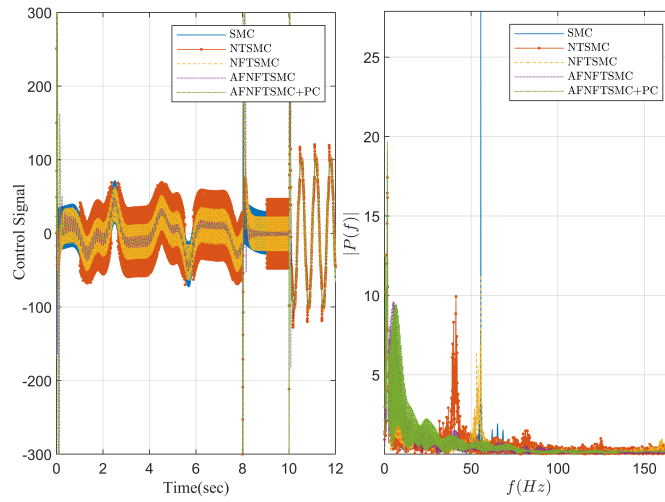 300
200
100
0
-100
-200
-300
Control Signal
0
2
4
6
8
10
12
Time(sec)
SMC
NTSMC
NFTSMC
AFNFTSMC
AFNFTSMC+PC
25
20
15
10
5
|P(f)|
0
50
100
150
f(Hz)
SMC
NTSMC
NFTSMC
AFNFTSMC
AFNFTSMC+PC